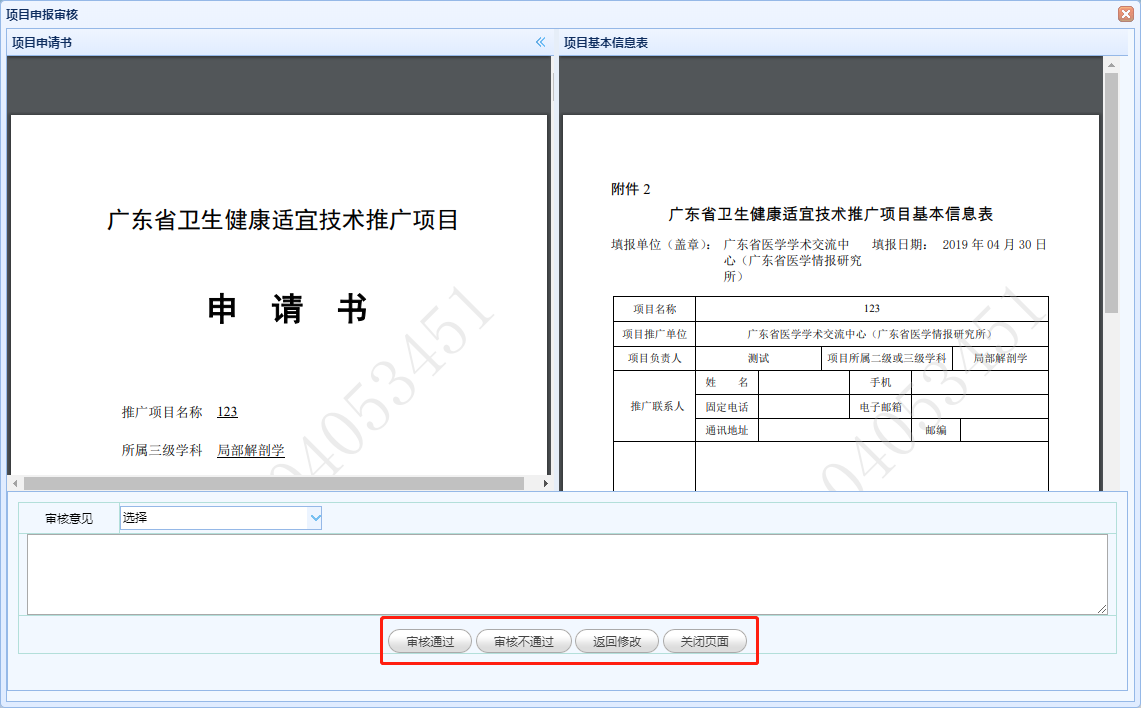 项目申报审核
项目申请书
广东省卫生健康适宜技术推广项目
申 请 书
推广项目名称 123
所属三级学科 局部解剖学
04053451
项目基本信息表
附件 2
广东省卫生健康适宜技术推广项目基本信息表
填报单位（盖章）： 广东省医学学术交流中 填报日期： 2019 年 04 月 30 日
心（广东省医学情报研究
所）
项目名称 123
项目推广单位 广东省医学学术交流中心（广东省医学情报研究所）
项目负责人 测试 项目所属二级或三级学科 局部解剖学
推广联系人
姓 名 手机
固定电话 电子邮箱
通讯地址 邮编
04053451
审核意见 选择
审核通过 审核不通过 返回修改 关闭页面